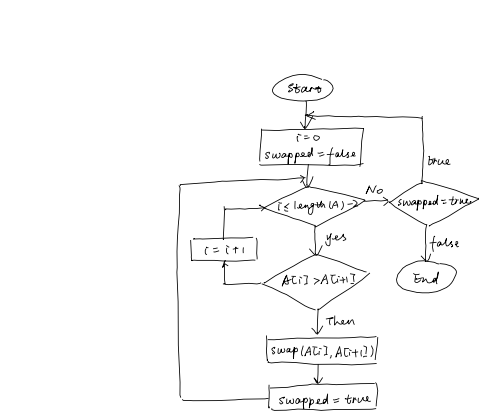 Start
i=0
swapped=false
i≤length(A)-2
No
swapped=true
true
false
End
yes
i=i+1
A[i]>A[i+1]
Then
swap(A[i],A[i+1])
swapped=true